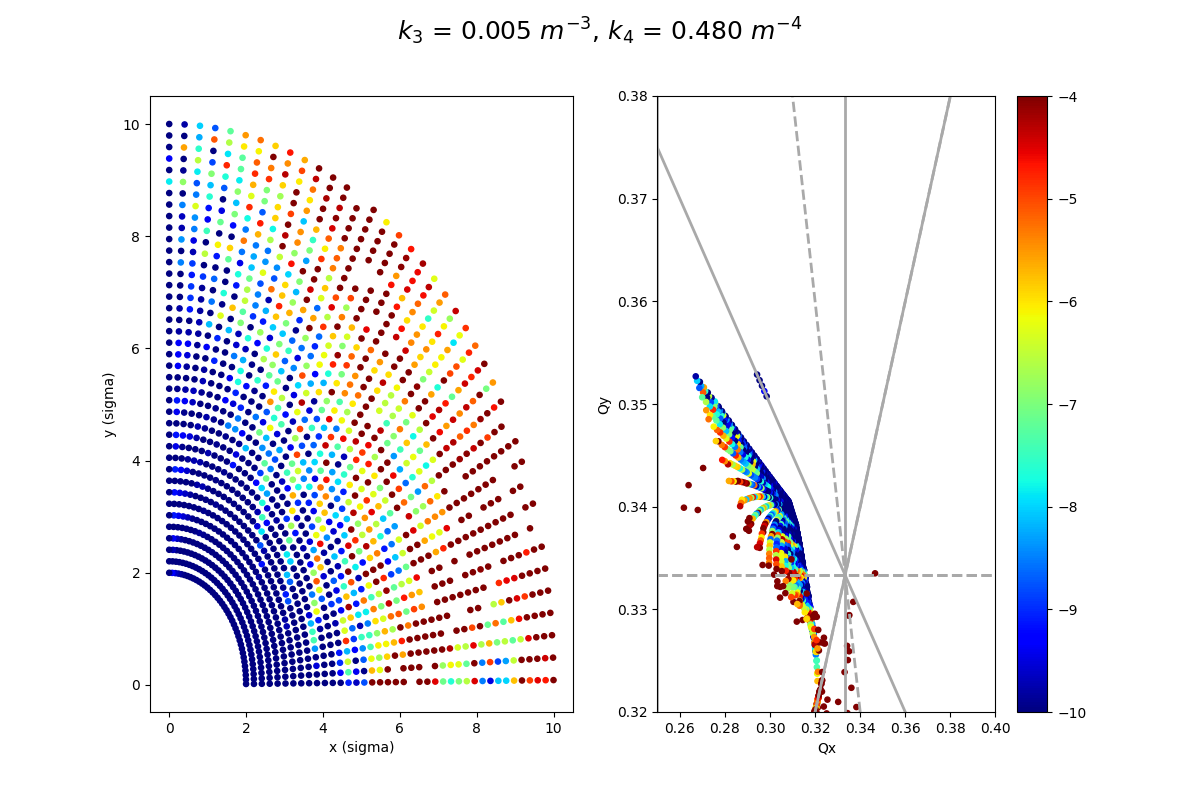 k₃ = 0.005 m⁻³, k₄ = 0.480 m⁻⁴
10
8
6
4
2
0
y (sigma)
0 2 4 6 8 10
x (sigma)
0.38
0.37
0.36
0.35
0.34
0.33
0.32
Qy
0.26 0.28 0.30 0.32 0.34 0.36 0.38 0.40
Qx
−4
−5
−6
−7
−8
−9
−10